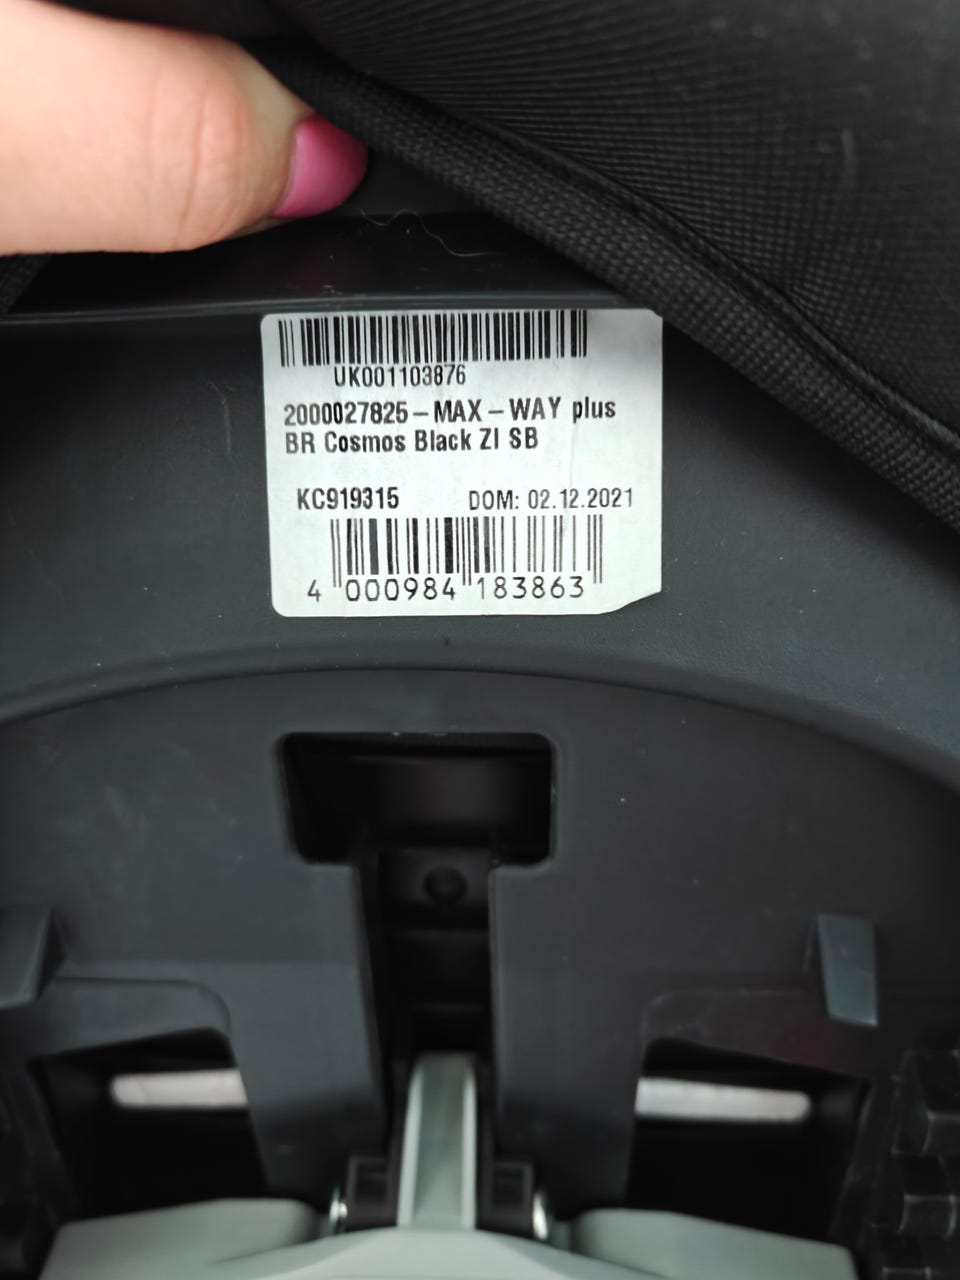 UK001103876
2000027825-MAX-WAY plus
BR Cosmos Black ZI SB
KC919315 DOM: 02.12.2021
4 000984 183863